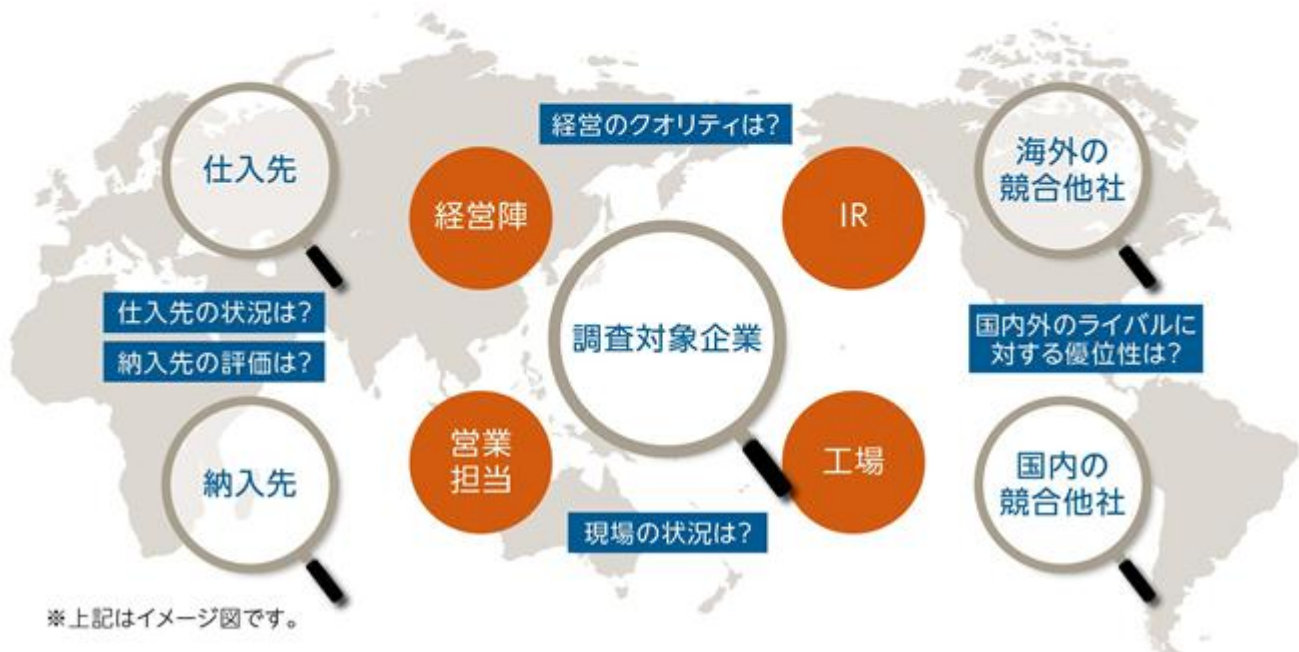 仕入先
仕入先の状況は?
納入先の評価は?
納入先
経営のクオリティは?
経営陣
IR
調査対象企業
営業
担当
工場
現場の状況は?
海外の
競合他社
国内外のライバルに
対する優位性は?
国内の
競合他社
※上記はイメージ図です。